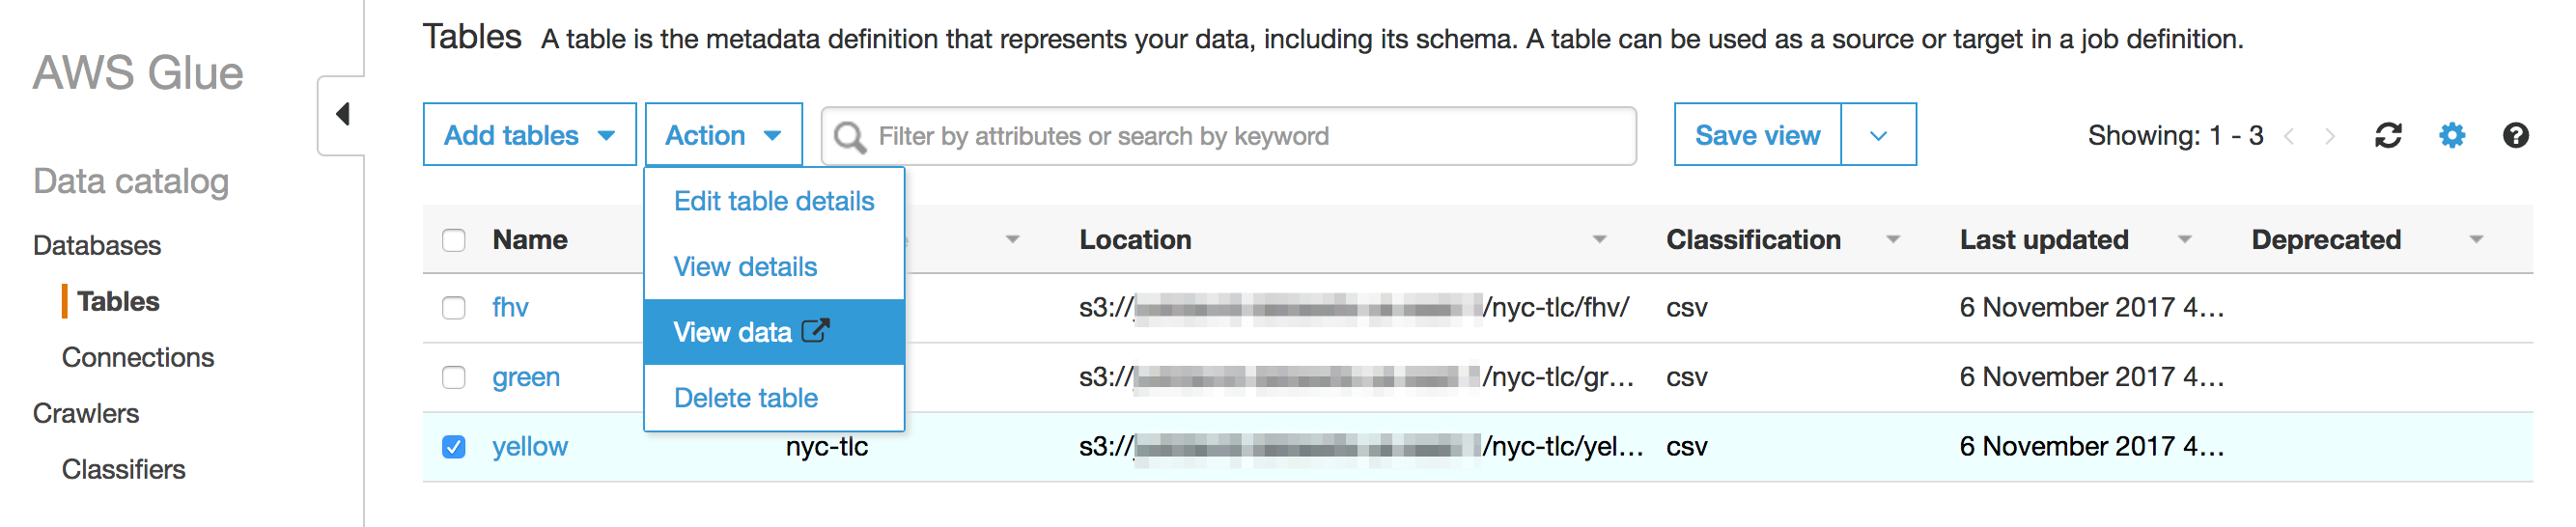 AWS Glue
Data catalog
Databases
Tables
Connections
Crawlers
Classifiers
Tables A table is the metadata definition that represents your data, including its schema. A table can be used as a source or target in a job definition.
Add tables Action Filter by attributes or search by keyword Save view Showing: 1 - 3
Edit table details
View details
View data
Delete table
Name Location Classification Last updated Deprecated
fhv s3:// /nyc-tlc/fhv/ csv 6 November 2017 4...
green s3:// /nyc-tlc/gr... csv 6 November 2017 4...
yellow nyc-tlc s3:// /nyc-tlc/yel... csv 6 November 2017 4...